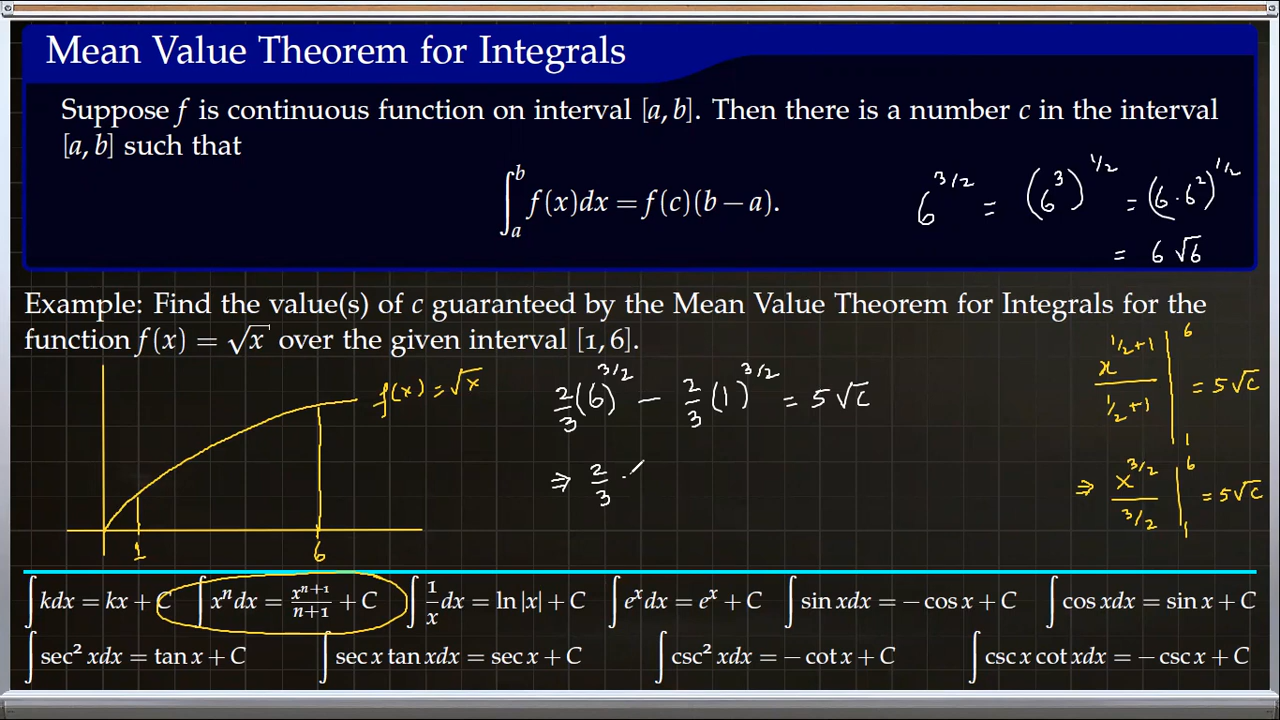 Mean Value Theorem for Integrals
Suppose f is continuous function on interval [a, b]. Then there is a number c in the interval
[a, b] such that
∫_a^b f(x)dx = f(c)(b − a).
6^{3/2} = (6^3)^{1/2} = (6 · 6^2)^{1/2}
= 6 √6
Example: Find the value(s) of c guaranteed by the Mean Value Theorem for Integrals for the
function f(x) = √x over the given interval [1, 6].
f(x) = √x
1 6
2/3 (6)^{3/2} − 2/3 (1)^{3/2} = 5 √c
⇒ 2/3 ·
x^{1/2+1} / (1/2+1) |_1^6 = 5 √c
⇒ x^{3/2} / (3/2) |_1^6 = 5 √c
∫ kdx = kx + C ∫ x^n dx = x^{n+1}/(n+1) + C ∫ 1/x dx = ln |x| + C ∫ e^x dx = e^x + C ∫ sin xdx = − cos x + C ∫ cos xdx = sin x + C
∫ sec² xdx = tan x + C ∫ sec x tan xdx = sec x + C ∫ csc² xdx = − cot x + C ∫ csc x cot xdx = − csc x + C